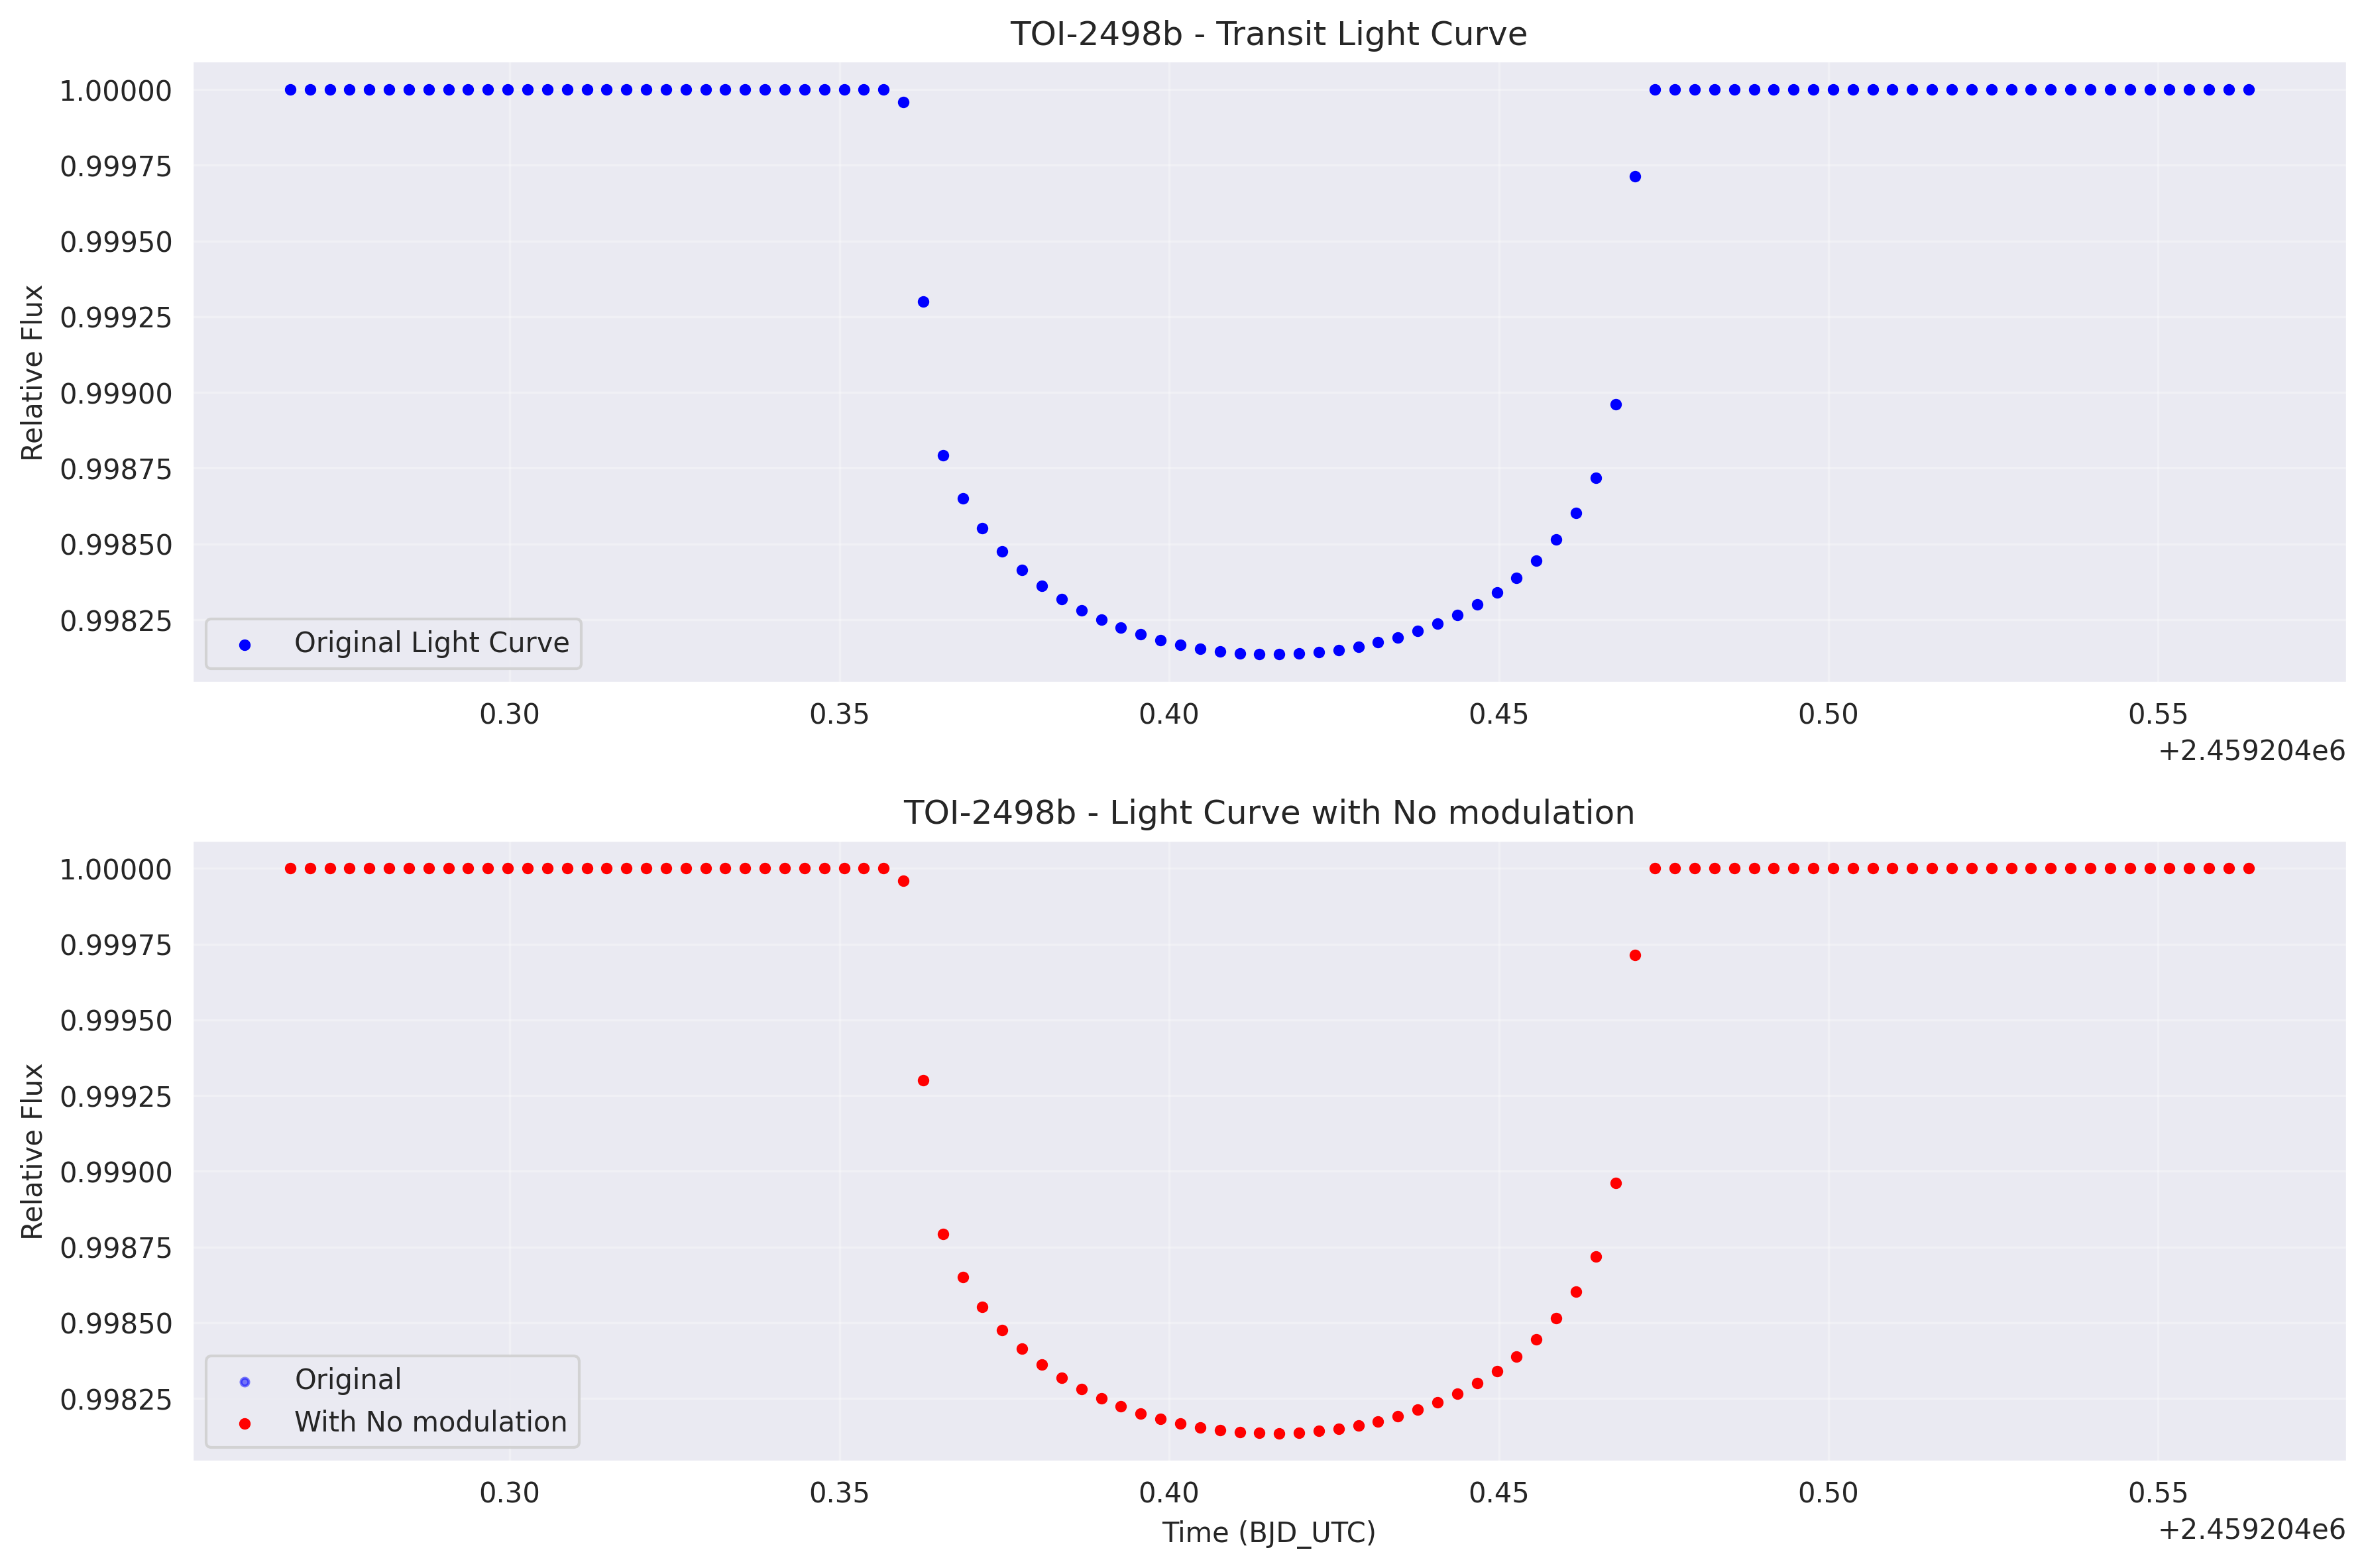 TOI-2498b - Transit Light Curve
Relative Flux
1.00000
0.99975
0.99950
0.99925
0.99900
0.99875
0.99850
0.99825
Original Light Curve
0.30 0.35 0.40 0.45 0.50 0.55
+2.459204e6
TOI-2498b - Light Curve with No modulation
Relative Flux
1.00000
0.99975
0.99950
0.99925
0.99900
0.99875
0.99850
0.99825
Original
With No modulation
0.30 0.35 0.40 0.45 0.50 0.55
Time (BJD_UTC)
+2.459204e6